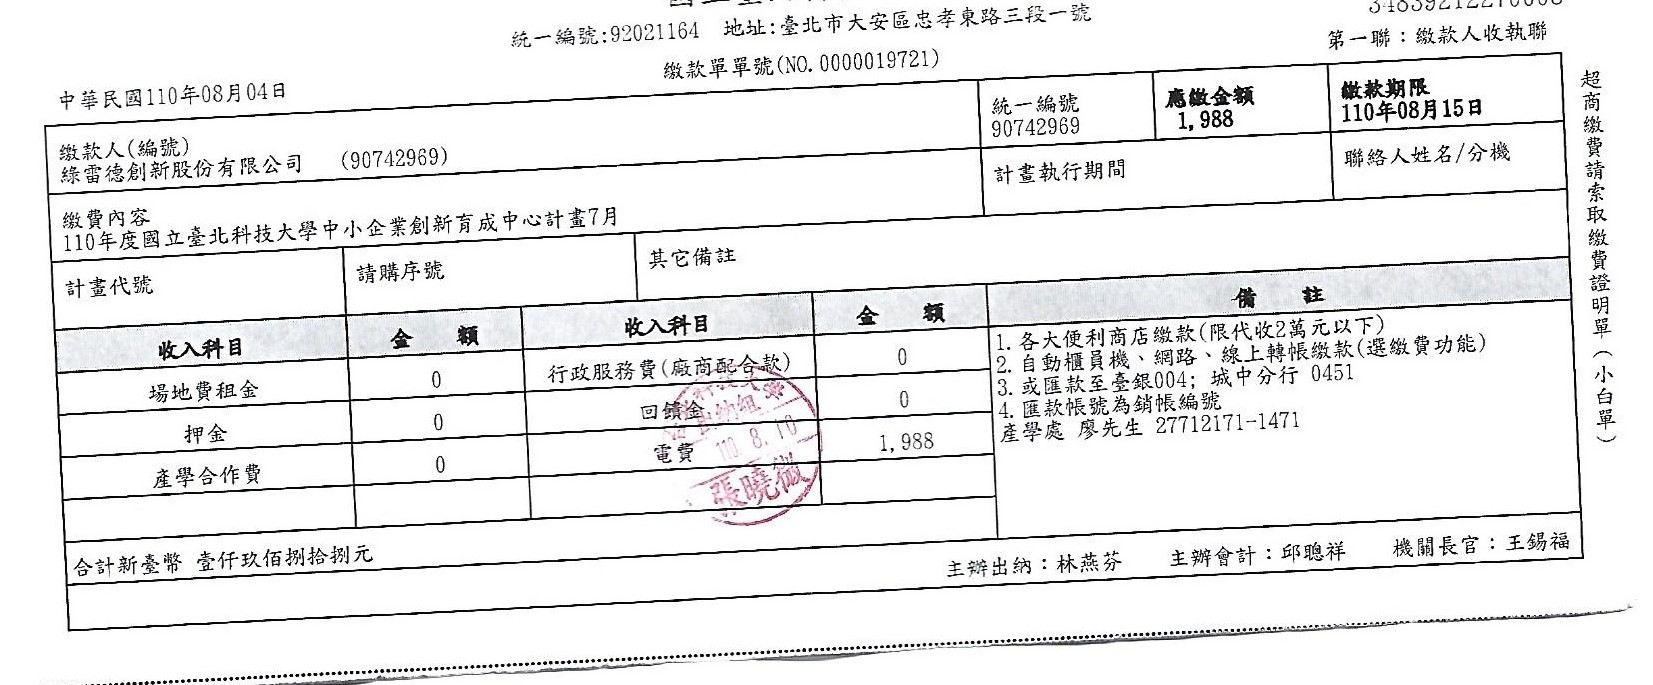 統一編號:92021164 地址:臺北市大安區忠孝東路三段一號
第一聯：繳款人收執聯
繳款單單號(NO.0000019721)
中華民國110年08月04日
繳款人(編號)
綠雷德創新股份有限公司 (90742969)
統一編號
90742969
應繳金額
1,988
繳款期限
110年08月15日
繳費內容
110年度國立臺北科技大學中小企業創新育成中心計畫7月
計畫執行期間
聯絡人姓名/分機
計畫代號
請購序號
其它備註
收入科目 金 額 收入科目 金 額 備 註
場地費租金 0 行政服務費(廠商配合款) 0
押金 0 回饋金 0
產學合作費 0 電費 1,988
1. 各大便利商店繳款(限代收2萬元以下)
2. 自動櫃員機、網路、線上轉帳繳款(選繳費功能)
3. 或匯款至臺銀004; 城中分行 0451
4. 匯款帳號為銷帳編號
產學處 廖先生 27712171-1471
出納組
110. 8. 10
張曉微
合計新臺幣 壹仟玖佰捌拾捌元
主辦出納：林燕芬 主辦會計：邱聰祥 機關長官：王錫福
超商繳費請索取繳費證明單(小白單)